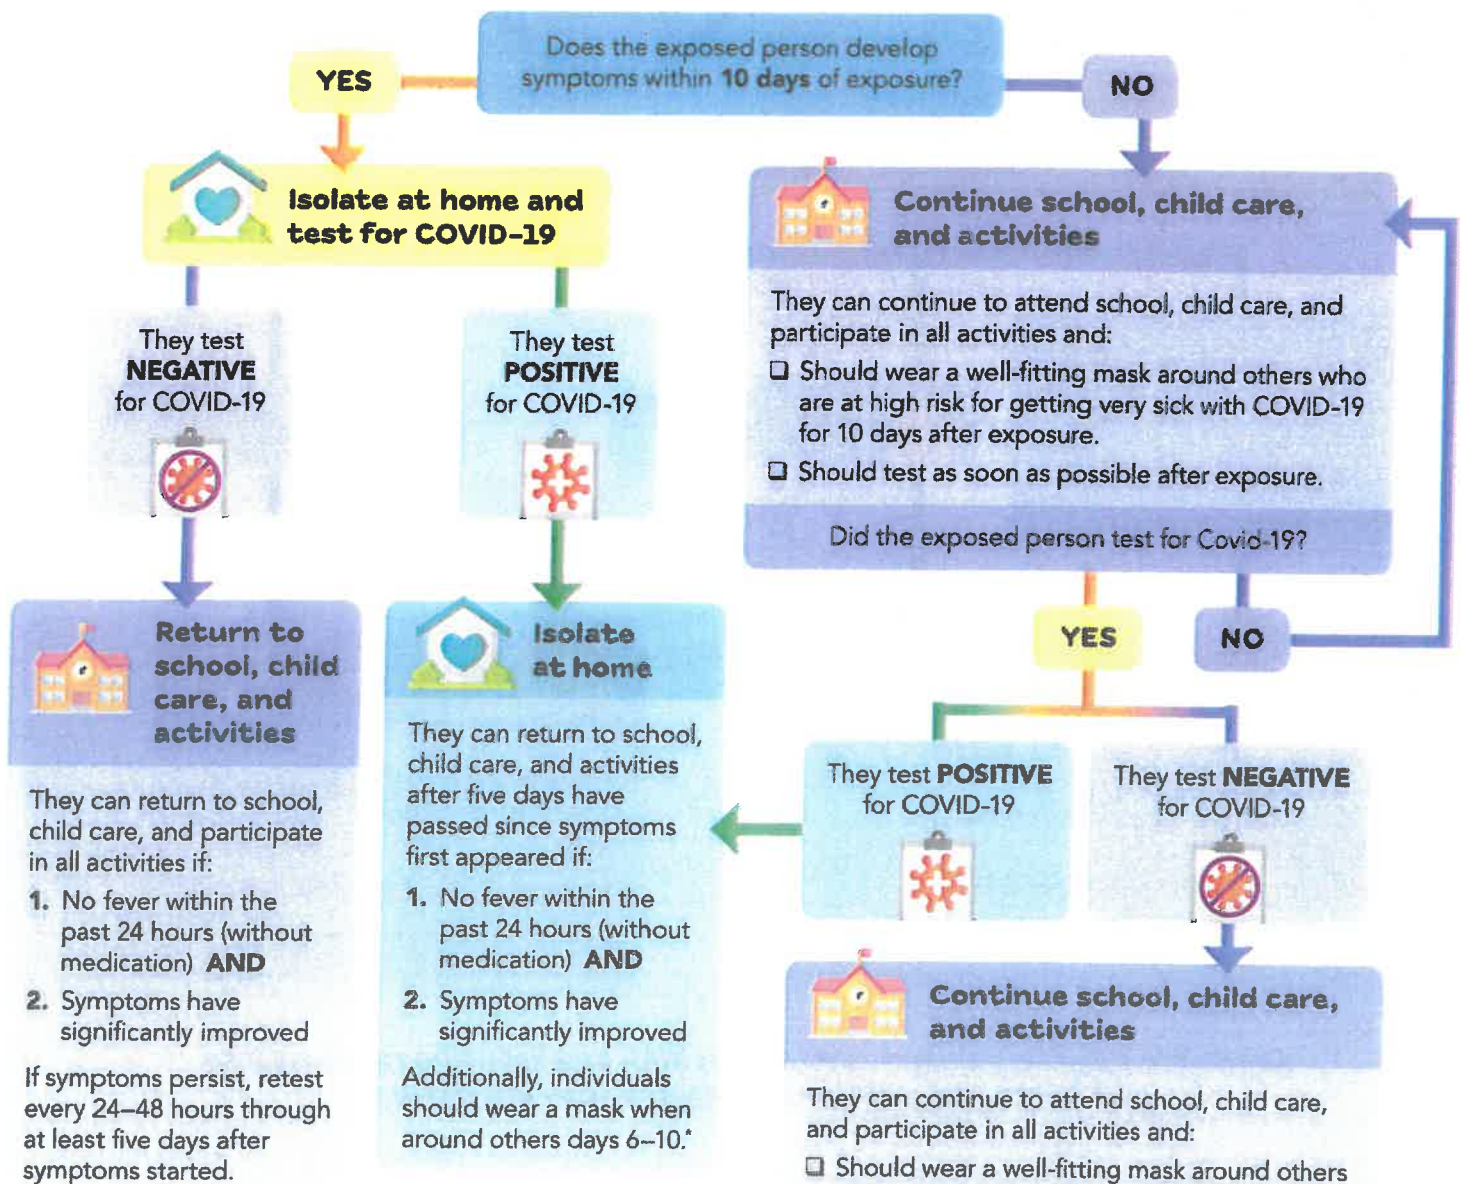 Does the exposed person develop
symptoms within 10 days of exposure?
YES
NO
Isolate at home and
test for COVID-19
They test
NEGATIVE
for COVID-19
They test
POSITIVE
for COVID-19
Return to
school, child
care, and
activities
They can return to school,
child care, and participate
in all activities if:
1. No fever within the
past 24 hours (without
medication) AND
2. Symptoms have
significantly improved
If symptoms persist, retest
every 24–48 hours through
at least five days after
symptoms started.
Isolate
at home
They can return to school,
child care, and activities
after five days have
passed since symptoms
first appeared if:
1. No fever within the
past 24 hours (without
medication) AND
2. Symptoms have
significantly improved
Additionally, individuals
should wear a mask when
around others days 6–10.*
Continue school, child care,
and activities
They can continue to attend school, child care, and
participate in all activities and:
❑ Should wear a well-fitting mask around others who
are at high risk for getting very sick with COVID-19
for 10 days after exposure.
❑ Should test as soon as possible after exposure.
Did the exposed person test for Covid-19?
YES
NO
They test POSITIVE
for COVID-19
They test NEGATIVE
for COVID-19
Continue school, child care,
and activities
They can continue to attend school, child care,
and participate in all activities and:
❑ Should wear a well-fitting mask around others